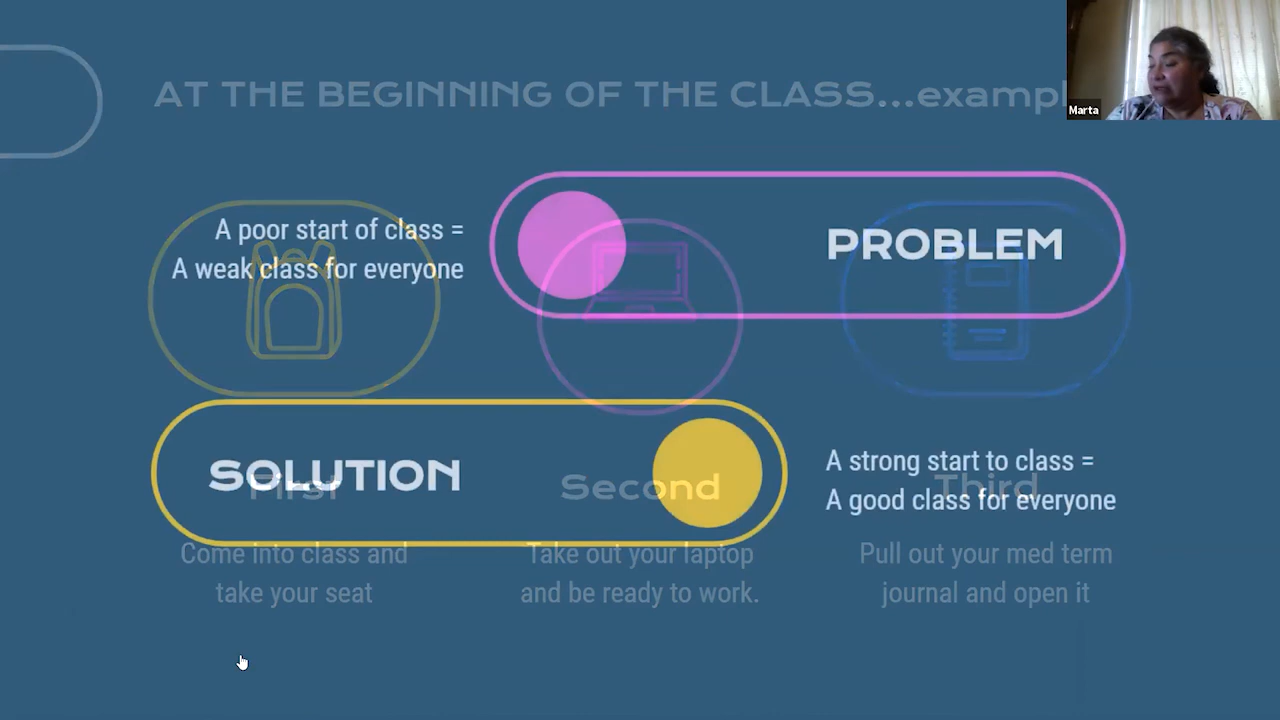 AT THE BEGINNING OF THE CLASS...exampl
Marta
A poor start of class =
A weak class for everyone
PROBLEM
SOLUTION
A strong start to class =
A good class for everyone
First
Second
Third
Come into class and
take your seat
Take out your laptop
and be ready to work.
Pull out your med term
journal and open it